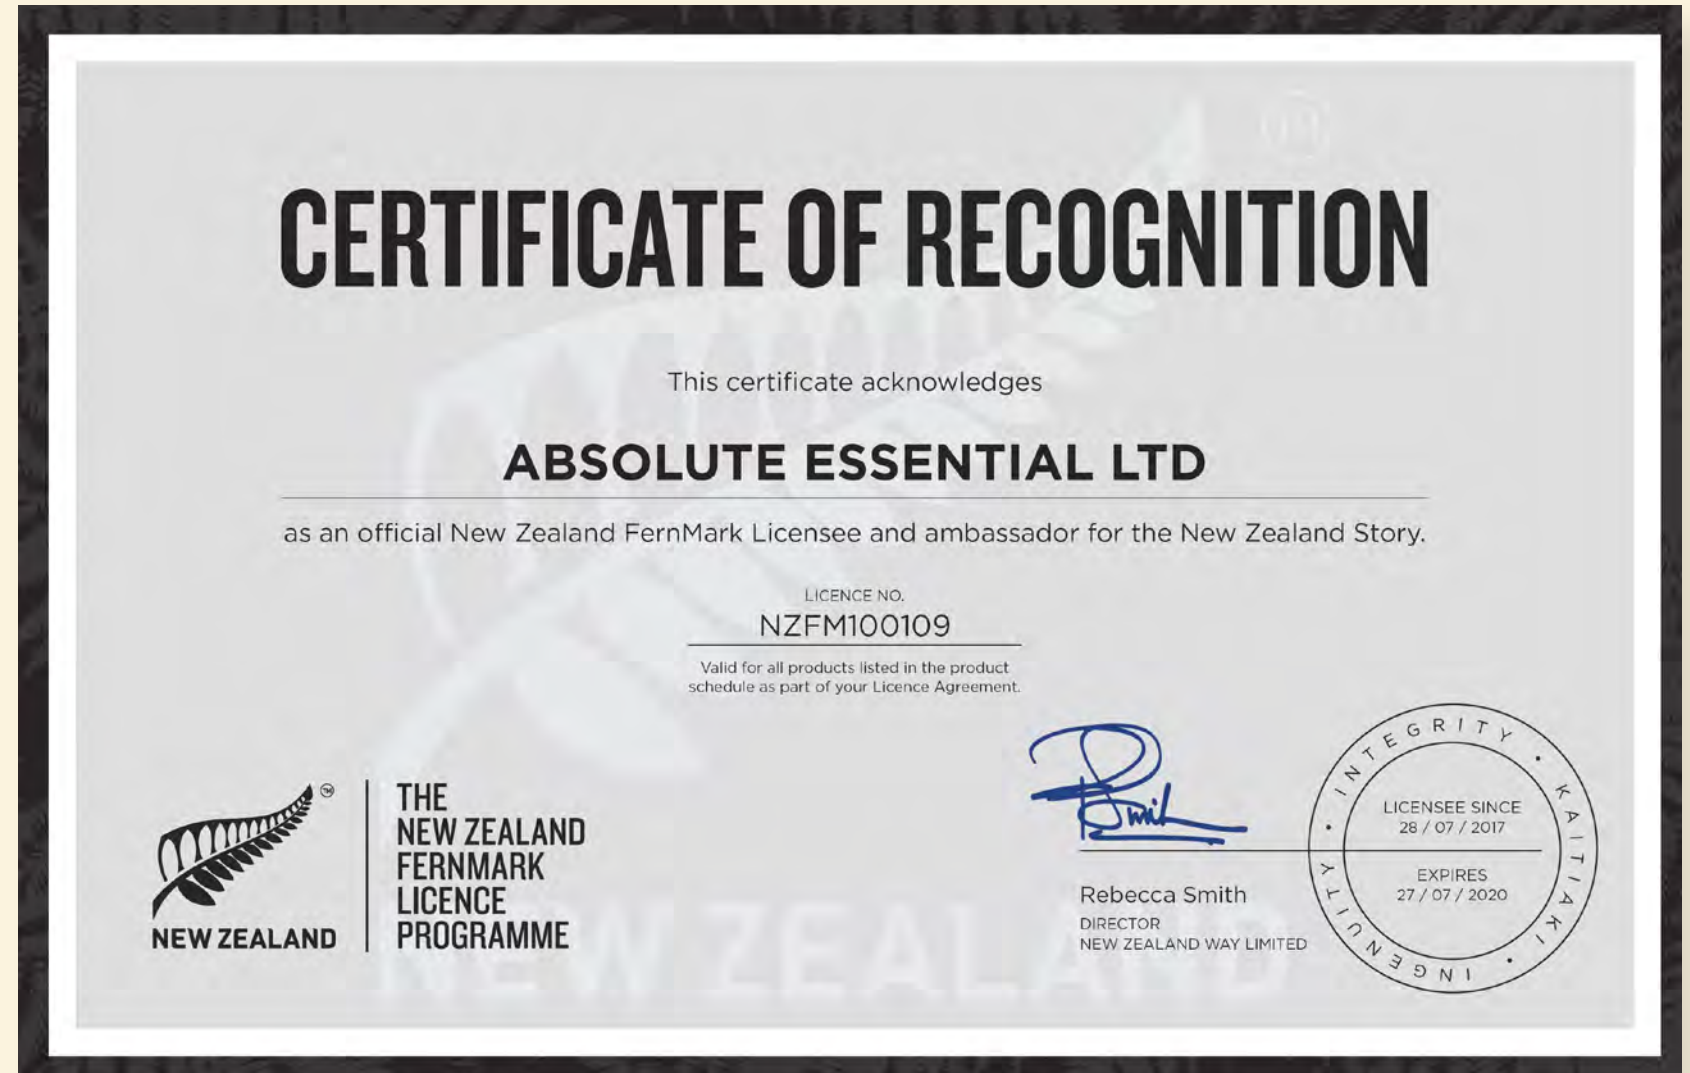 CERTIFICATE OF RECOGNITION
This certificate acknowledges
ABSOLUTE ESSENTIAL LTD
as an official New Zealand FernMark Licensee and ambassador for the New Zealand Story.
LICENCE NO.
NZFM100109
Valid for all products listed in the product
schedule as part of your Licence Agreement.
TM
NEW ZEALAND
THE
NEW ZEALAND
FERNMARK
LICENCE
PROGRAMME
Rebecca Smith
DIRECTOR
NEW ZEALAND WAY LIMITED
INTEGRITY · KAITIAKI · INGENUITY ·
LICENSEE SINCE
28 / 07 / 2017
EXPIRES
27 / 07 / 2020
NEW ZEALAND